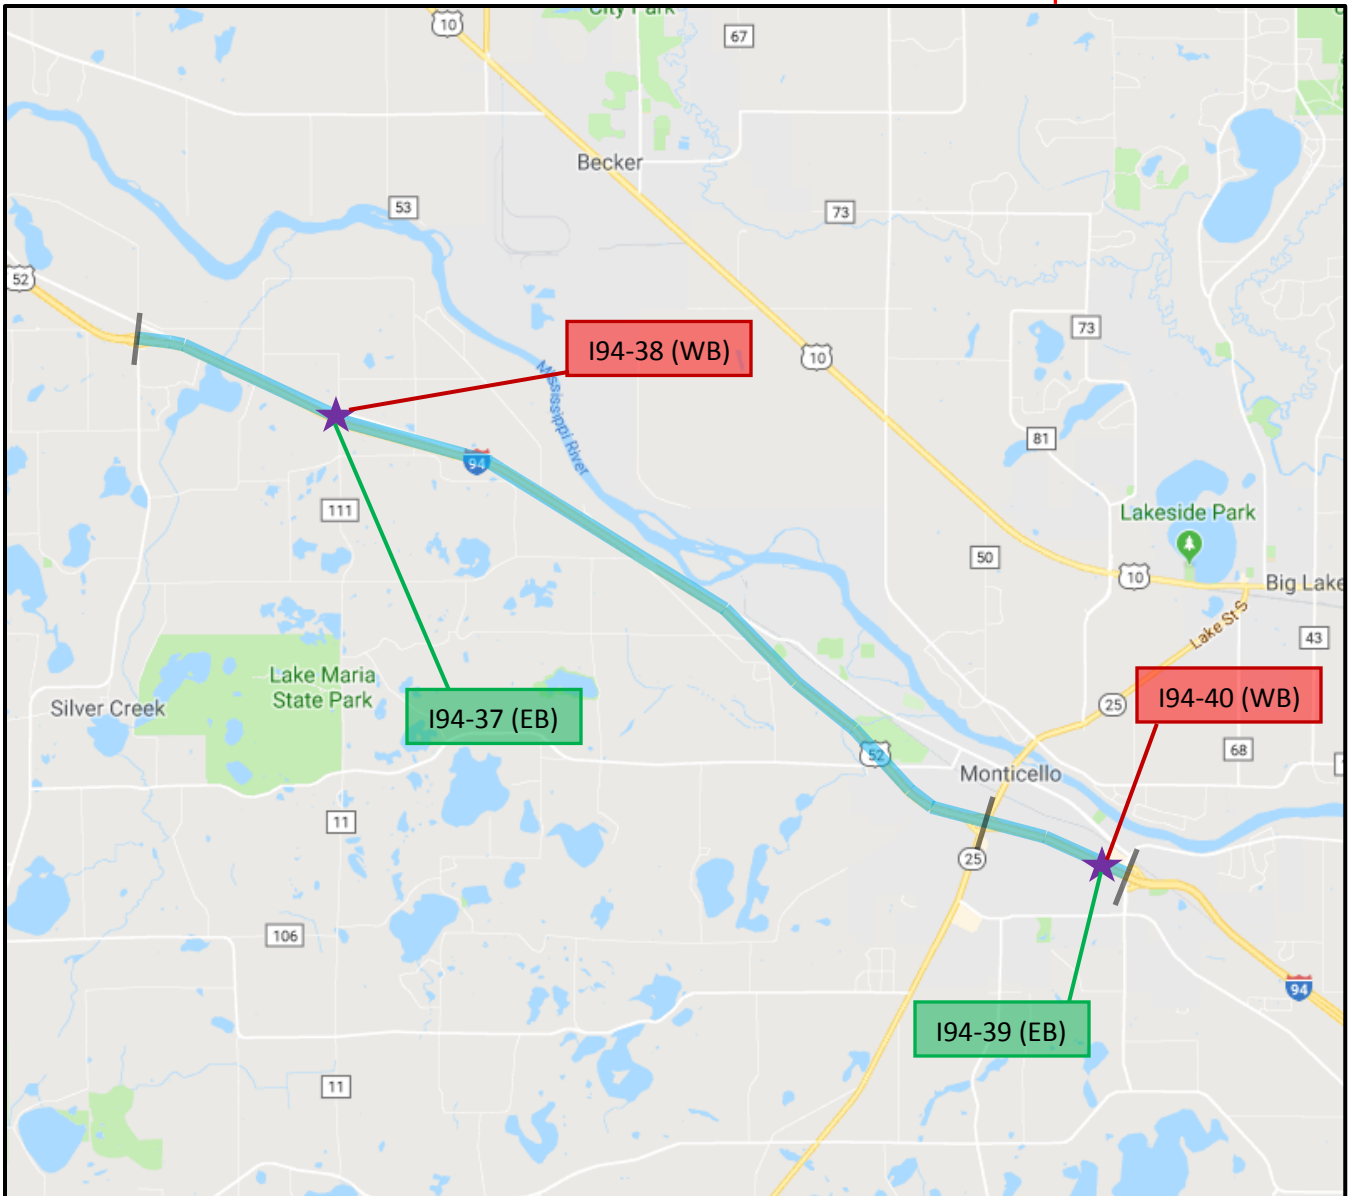 City Park
10
67
Becker
53
73
52
I94-38 (WB)
73
10
Mississippi River
81
94
111
Lakeside Park
50
10
Big Lake
Lake St S
43
Lake Maria
State Park
Silver Creek
I94-37 (EB)
I94-40 (WB)
25
68
52
Monticello
11
25
106
94
I94-39 (EB)
11